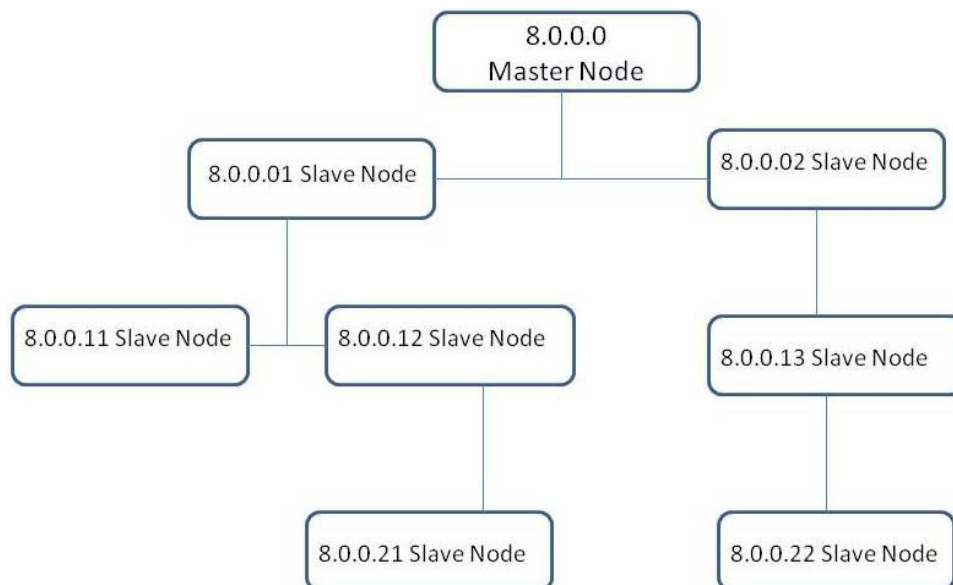 8.0.0.0
Master Node
8.0.0.01 Slave Node
8.0.0.02 Slave Node
8.0.0.11 Slave Node
8.0.0.12 Slave Node
8.0.0.13 Slave Node
8.0.0.21 Slave Node
8.0.0.22 Slave Node